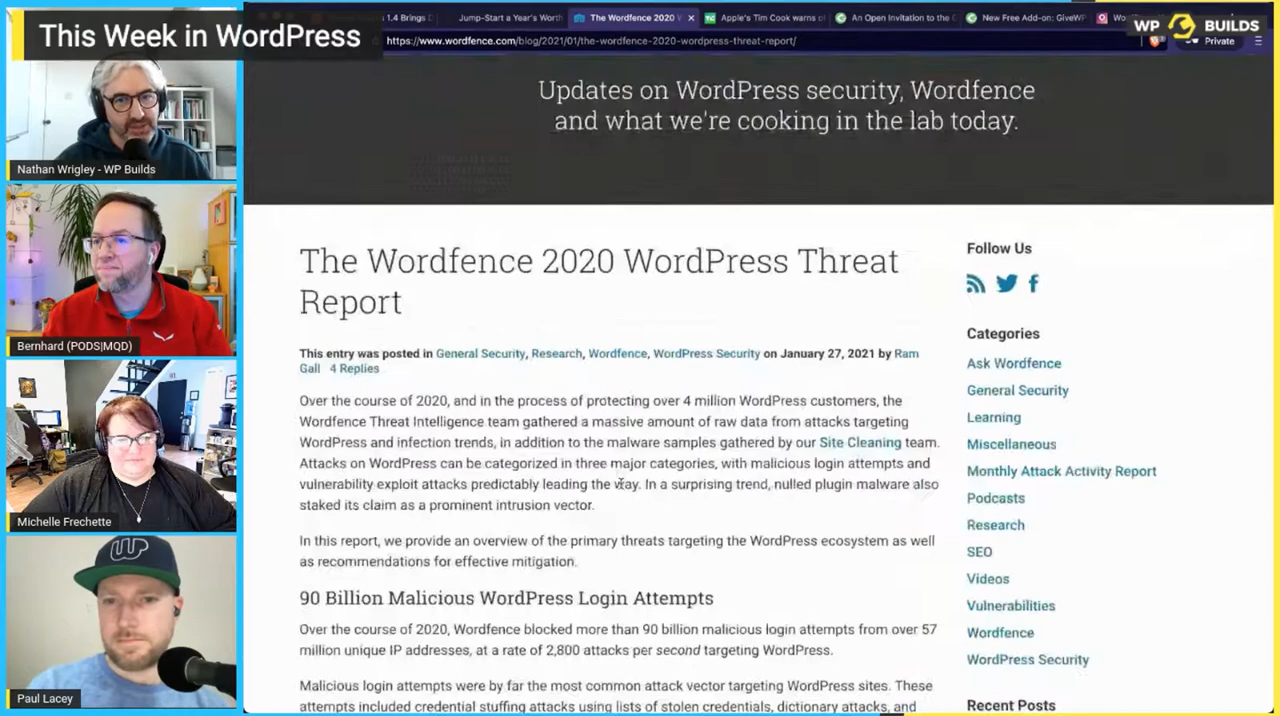 This Week in WordPress
1.4 Brings
Jump-Start a Year's Worth
The Wordfence 2020 W
Apple's Tim Cook warns of
An Open Invitation to the
New Free Add-on: GiveWP
https://www.wordfence.com/blog/2021/01/the-wordfence-2020-wordpress-threat-report/
Private
WP BUILDS
Updates on WordPress security, Wordfence
and what we're cooking in the lab today.
Nathan Wrigley - WP Builds
Bernhard (PODS|MQD)
Michelle Frechette
Paul Lacey
The Wordfence 2020 WordPress Threat
Report
This entry was posted in General Security, Research, Wordfence, WordPress Security on January 27, 2021 by Ram
Gall 4 Replies
Over the course of 2020, and in the process of protecting over 4 million WordPress customers, the
Wordfence Threat Intelligence team gathered a massive amount of raw data from attacks targeting
WordPress and infection trends, in addition to the malware samples gathered by our Site Cleaning team.
Attacks on WordPress can be categorized in three major categories, with malicious login attempts and
vulnerability exploit attacks predictably leading the way. In a surprising trend, nulled plugin malware also
staked its claim as a prominent intrusion vector.
In this report, we provide an overview of the primary threats targeting the WordPress ecosystem as well
as recommendations for effective mitigation.
90 Billion Malicious WordPress Login Attempts
Over the course of 2020, Wordfence blocked more than 90 billion malicious login attempts from over 57
million unique IP addresses, at a rate of 2,800 attacks per second targeting WordPress.
Malicious login attempts were by far the most common attack vector targeting WordPress sites. These
attempts included credential stuffing attacks using lists of stolen credentials, dictionary attacks, and
Follow Us
Categories
Ask Wordfence
General Security
Learning
Miscellaneous
Monthly Attack Activity Report
Podcasts
Research
SEO
Videos
Vulnerabilities
Wordfence
WordPress Security
Recent Posts